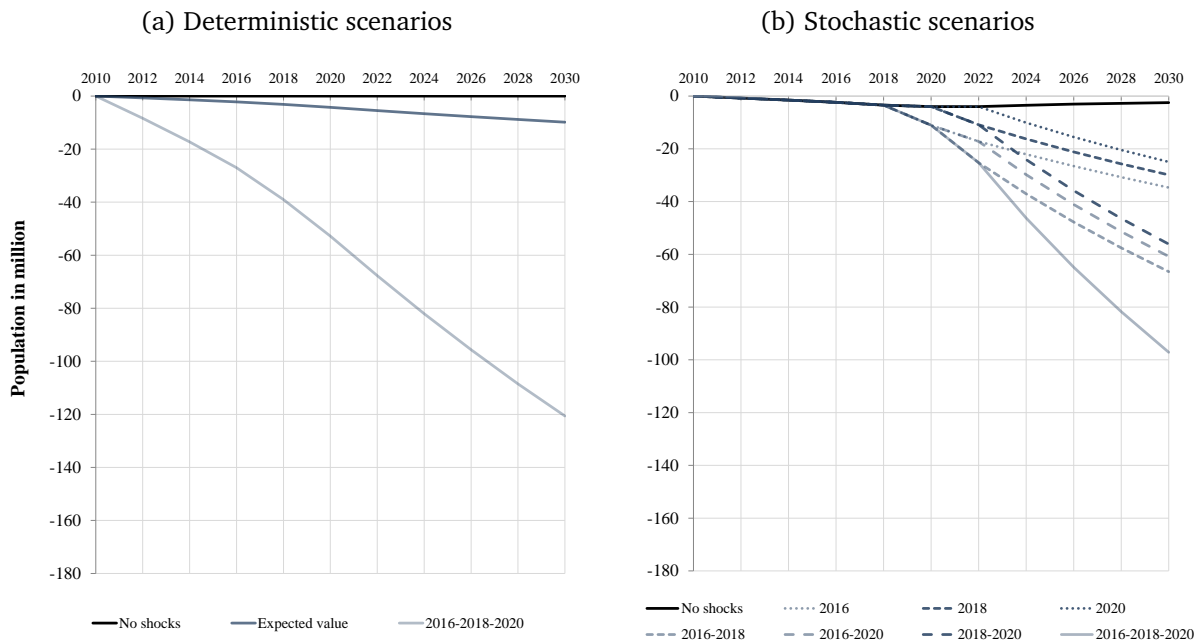 (a) Deterministic scenarios
2010 2012 2014 2016 2018 2020 2022 2024 2026 2028 2030
0
-20
-40
-60
-80
-100
-120
-140
-160
-180
Population in million
No shocks Expected value 2016-2018-2020
(b) Stochastic scenarios
2010 2012 2014 2016 2018 2020 2022 2024 2026 2028 2030
0
-20
-40
-60
-80
-100
-120
-140
-160
-180
No shocks 2016 2018 2020
2016-2018 2016-2020 2018-2020 2016-2018-2020